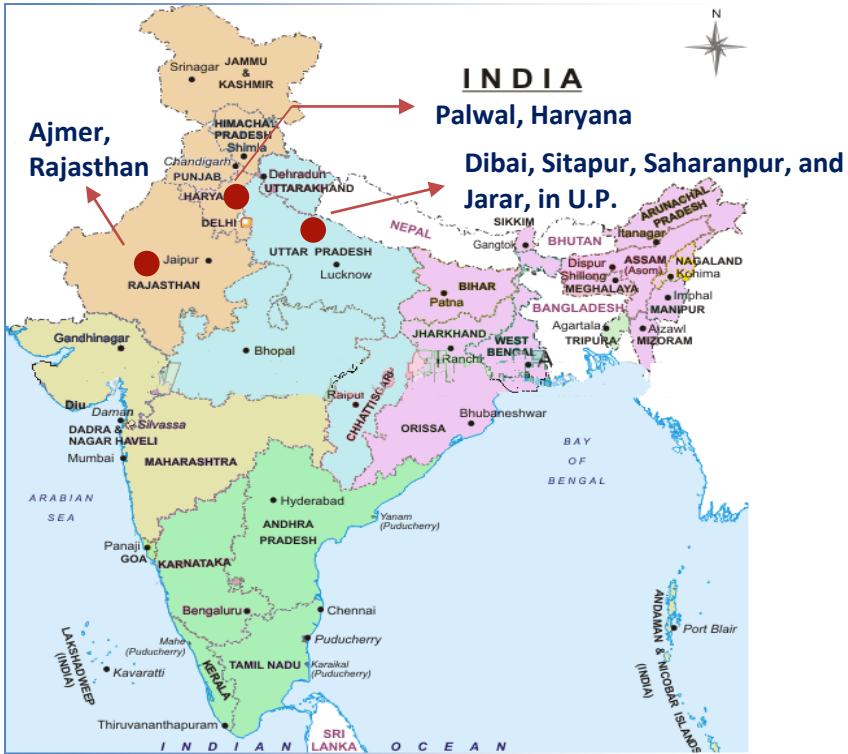 N
INDIA
Palwal, Haryana
Ajmer,
Rajasthan
Dibai, Sitapur, Saharanpur, and
Jarar, in U.P.
Srinagar
JAMMU
&
KASHMIR
HIMACHAL
PRADESH
Shimla
Chandigarh
PUNJAB
Dehradun
UTTARAKHAND
HARYA
DELHI
NEPAL
SIKKIM
Gangtok
BHUTAN
ARUNACHAL
PRADESH
Itanagar
UTTAR PRADESH
Lucknow
Jaipur
RAJASTHAN
BIHAR
Patna
Dispur
ASSAM
(Asom)
NAGALAND
Kohima
Shillong
MEGHALAYA
Imphal
MANIPUR
BANGLADESH
Agartala
TRIPURA
Aizawl
MIZORAM
JHARKHAND
Ranchi
WEST
BENGAL
A
Gandhinagar
Bhopal
Raipur
CHHATTISGARH
Diu
Daman
Silvassa
DADRA &
NAGAR HAVELI
Mumbai
MAHARASHTRA
ORISSA
Bhubaneshwar
BAY
OF
BENGAL
ARABIAN
SEA
Hyderabad
ANDHRA
PRADESH
Yanam
(Puducherry)
Panaji
GOA
KARNATAKA
Bengaluru
Chennai
Mahe
(Puducherry)
Puducherry
TAMIL NADU
Karaikal
(Puducherry)
KERALA
LAKSHADWEEP
(INDIA)
Kavaratti
Thiruvananthapuram
ANDAMAN & NICOBAR ISLANDS
(INDIA)
Port Blair
SRI
LANKA
INDIAN OCEAN